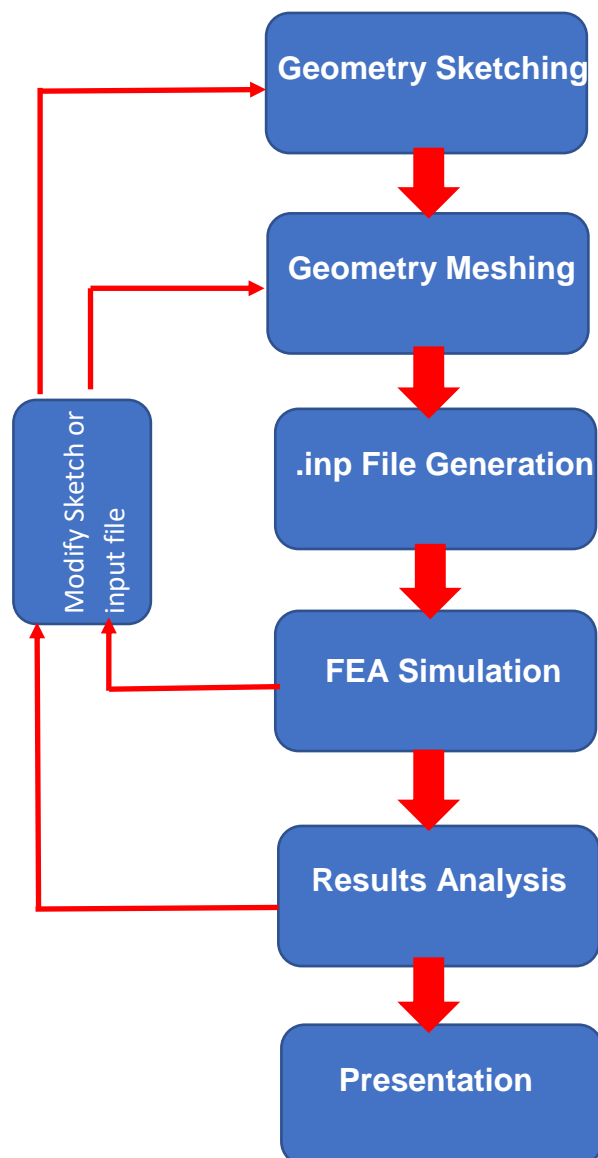 Geometry Sketching
Geometry Meshing
.inp File Generation
Modify Sketch or
input file
FEA Simulation
Results Analysis
Presentation